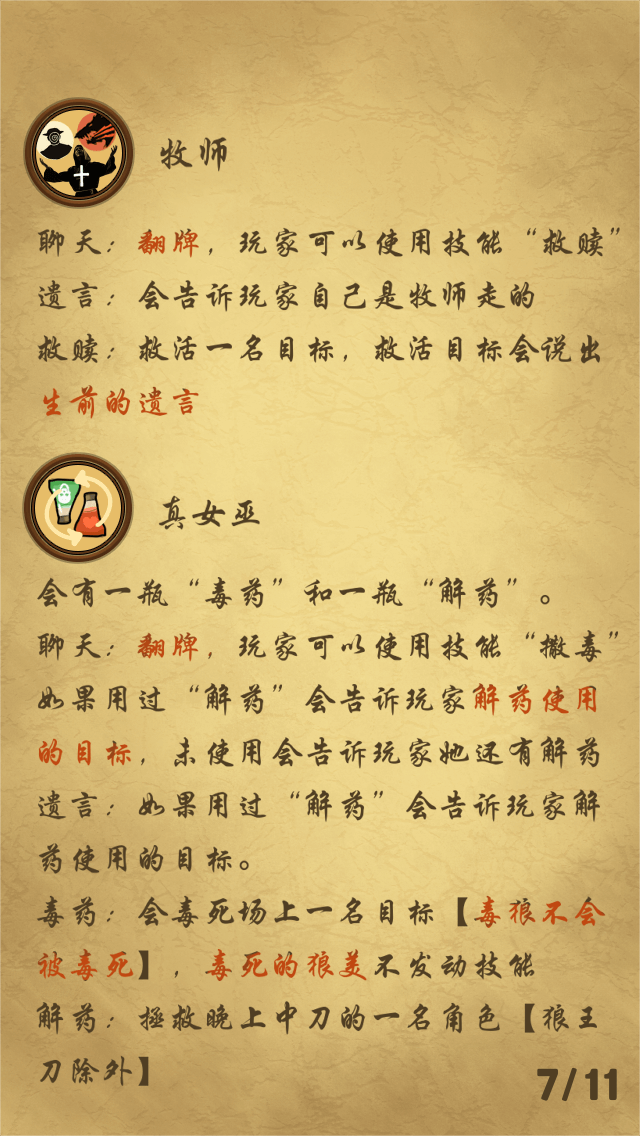 牧师
聊天：翻牌，玩家可以使用技能“救赎”
遗言：会告诉玩家自己是牧师走的
救赎：救活一名目标，救活目标会说出
生前的遗言
真女巫
会有一瓶“毒药”和一瓶“解药”。
聊天：翻牌，玩家可以使用技能“撒毒”
如果用过“解药”会告诉玩家解药使用
的目标，未使用会告诉玩家她还有解药
遗言：如果用过“解药”会告诉玩家解
药使用的目标。
毒药：会毒死场上一名目标【毒狼不会
被毒死】，毒死的狼美不发动技能
解药：拯救晚上中刀的一名角色【狼王
刀除外】
7/11